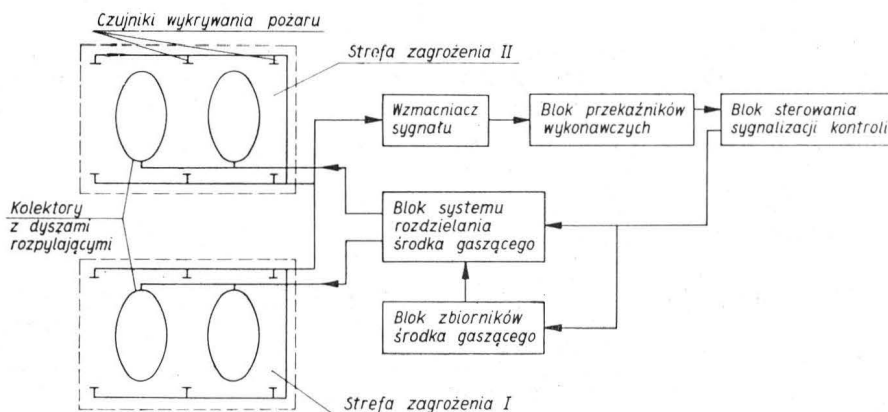 Czujniki wykrywania pożaru
Strefa zagrożenia II
Wzmacniacz
sygnału
Blok przekaźników
wykonawczych
Blok sterowania
sygnalizacji kontroli
Kolektory
z dyszami
rozpylającymi
Blok systemu
rozdzielania
środka gaszącego
Blok zbiorników
środka gaszącego
Strefa zagrożenia I